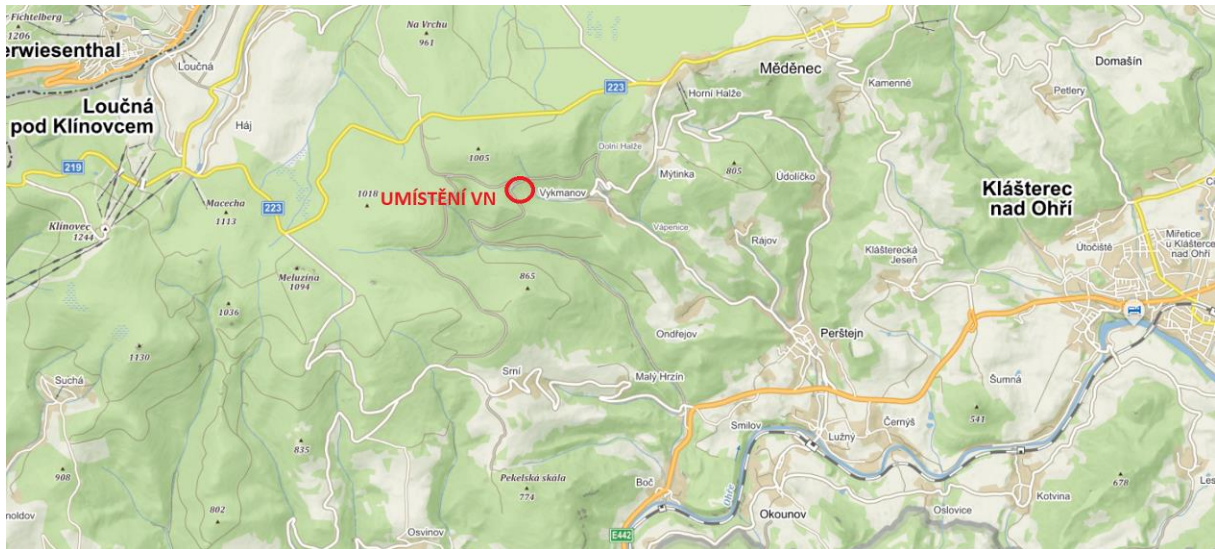 Fichtelberg
1206
erwiesenthal
Loučná
Loučná
pod Klínovcem
Háj
219
Macecha
1113
223
Klínovec
1244
Meluzína
1094
1036
1130
Suchá
908
835
802
noldov
Osvinov
Na Vrchu
961
223
1005
1018
UMÍSTĚNÍ VN
Vykmanov
865
Srní
Malý Hrzín
Pekelská skála
774
Boč
E442
Měděnec
Horní Halže
Dolní Halže
Mýtinka
805
Údolíčko
Kamenné
Domašín
Petlery
Vápenice
Rájov
Klášterecká
Jeseň
Klášterec
nad Ohří
Útočiště
Miřetice
u Klášterce
nad Ohří
Ondřejov
Perštejn
Šumná
541
Černýš
Lužný
Smilov
Ohře
Okounov
Oslovice
Kotvina
678
Les